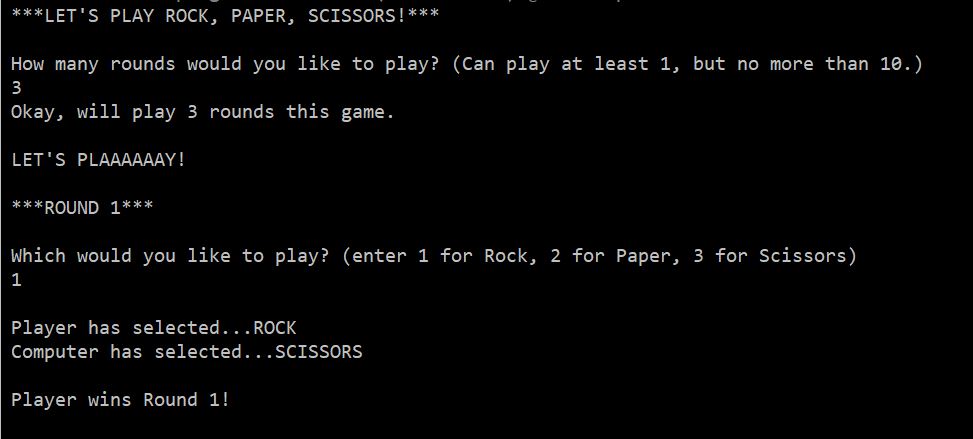 ***LET'S PLAY ROCK, PAPER, SCISSORS!***
How many rounds would you like to play? (Can play at least 1, but no more than 10.)
3
Okay, will play 3 rounds this game.
LET'S PLAAAAAAY!
***ROUND 1***
Which would you like to play? (enter 1 for Rock, 2 for Paper, 3 for Scissors)
1
Player has selected...ROCK
Computer has selected...SCISSORS
Player wins Round 1!